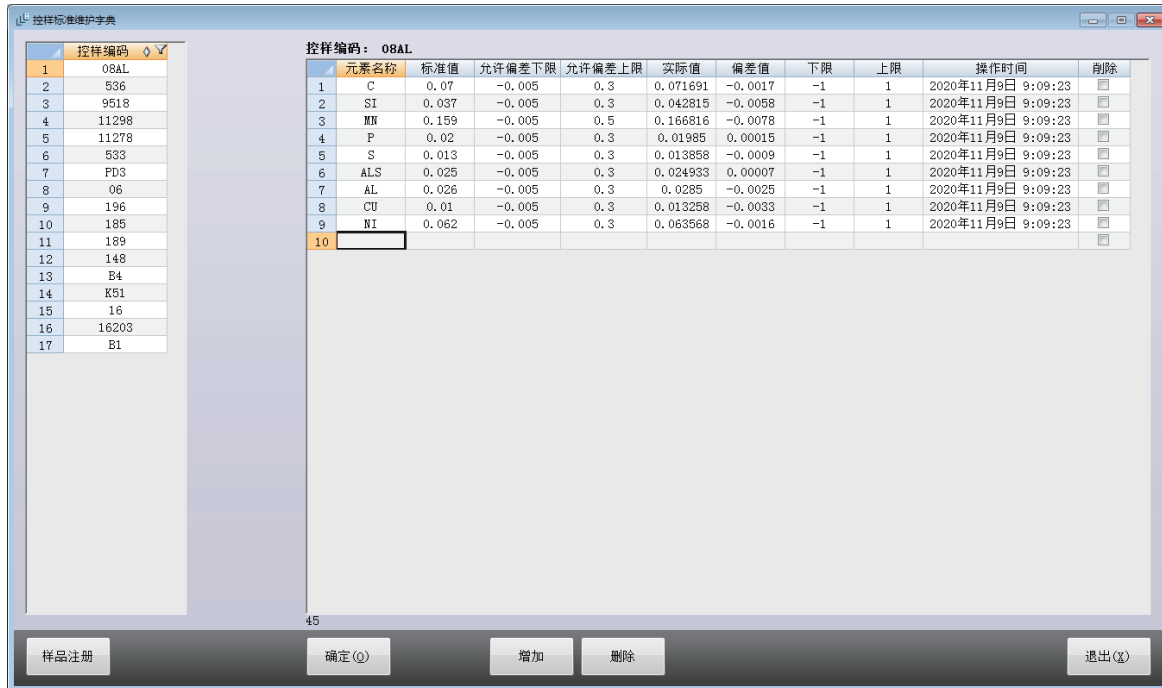 控样标准维护字典
控样编码
1 08AL
2 536
3 9518
4 11298
5 11278
6 533
7 PD3
8 06
9 196
10 185
11 189
12 148
13 B4
14 K51
15 16
16 16203
17 B1
控样编码: 08AL
元素名称 标准值 允许偏差下限 允许偏差上限 实际值 偏差值 下限 上限 操作时间 削除
1 C 0.07 -0.005 0.3 0.071691 -0.0017 -1 1 2020年11月9日 9:09:23
2 SI 0.037 -0.005 0.3 0.042815 -0.0058 -1 1 2020年11月9日 9:09:23
3 MN 0.159 -0.005 0.5 0.166816 -0.0078 -1 1 2020年11月9日 9:09:23
4 P 0.02 -0.005 0.3 0.01985 0.00015 -1 1 2020年11月9日 9:09:23
5 S 0.013 -0.005 0.3 0.013858 -0.0009 -1 1 2020年11月9日 9:09:23
6 ALS 0.025 -0.005 0.3 0.024933 0.00007 -1 1 2020年11月9日 9:09:23
7 AL 0.026 -0.005 0.3 0.0285 -0.0025 -1 1 2020年11月9日 9:09:23
8 CU 0.01 -0.005 0.3 0.013258 -0.0033 -1 1 2020年11月9日 9:09:23
9 NI 0.062 -0.005 0.3 0.063568 -0.0016 -1 1 2020年11月9日 9:09:23
10
45
样品注册 确定(O) 增加 删除 退出(X)